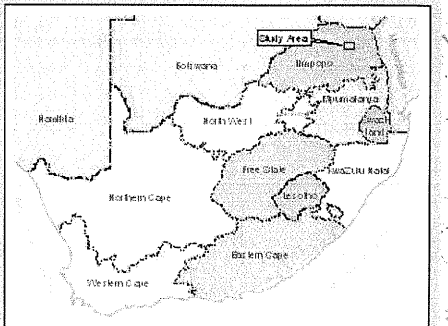 Study Area
Limpopo
Botswana
Mpumalanga
Namibia
North West
Swazi
land
Free State
KwaZulu Natal
Northern Cape
Lesotho
Eastern Cape
Western Cape